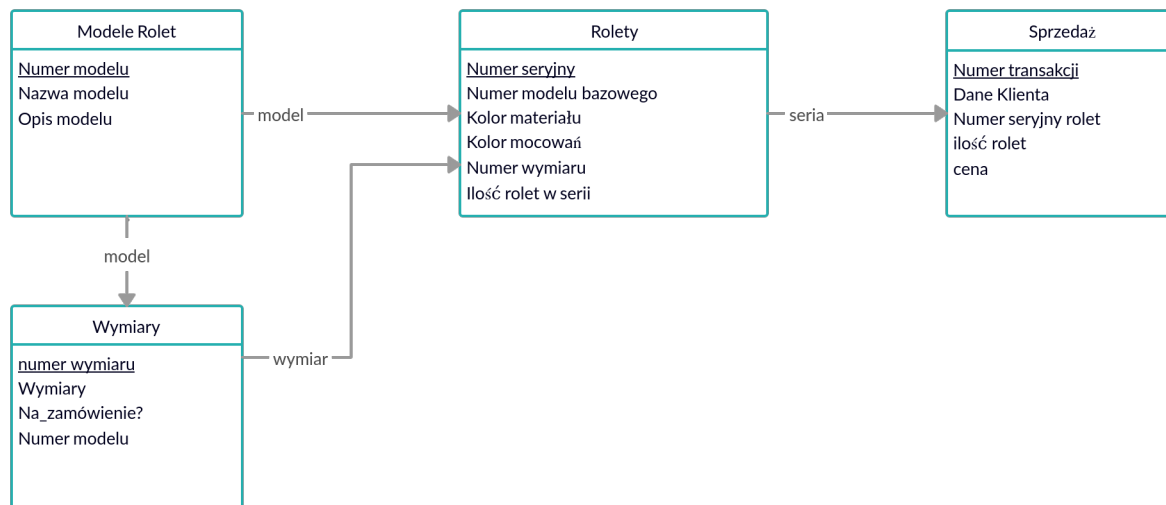 Modele Rolet
Numer modelu
Nazwa modelu
Opis modelu
model
Rolety
Numer seryjny
Numer modelu bazowego
Kolor materiału
Kolor mocowań
Numer wymiaru
Ilość rolet w serii
seria
Sprzedaż
Numer transakcji
Dane Klienta
Numer seryjny rolet
ilość rolet
cena
model
Wymiary
numer wymiaru
Wymiary
Na_zamówienie?
Numer modelu
wymiar